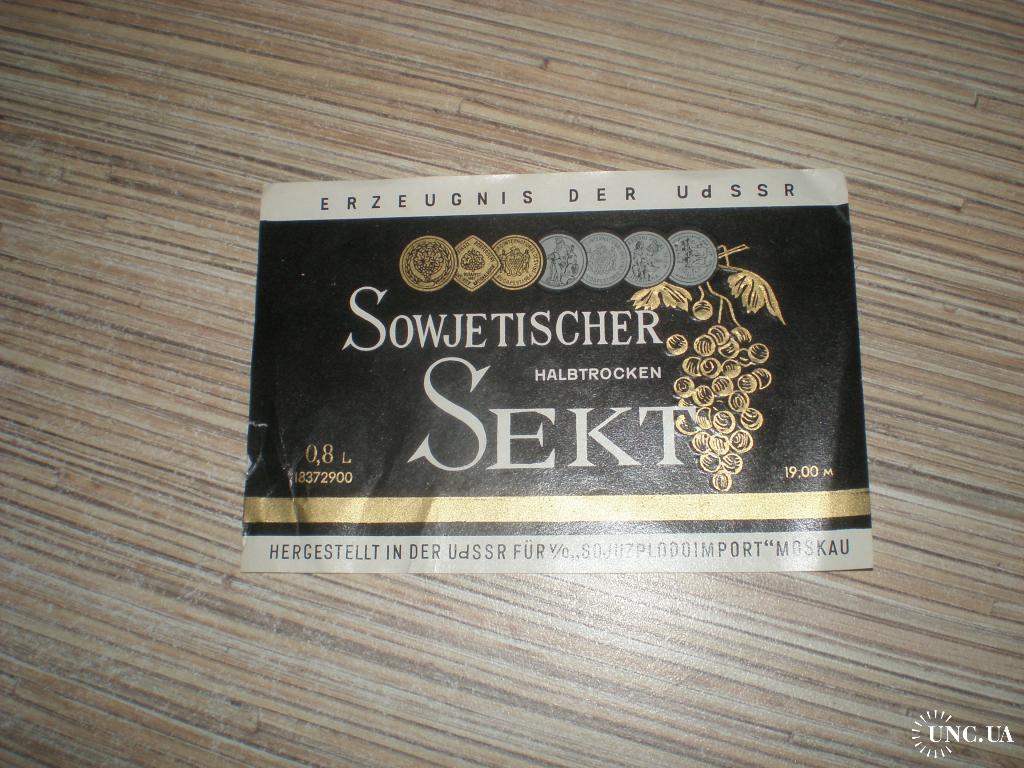 ERZEUGNIS DER UdSSR
SOWJETISCHER
HALBTROCKEN
SEKT
0,8 L
18372900
19,00 M
HERGESTELLT IN DER UdSSR FÜR V/O „SOJUZPLODOIMPORT“ MOSKAU
UNC.UA